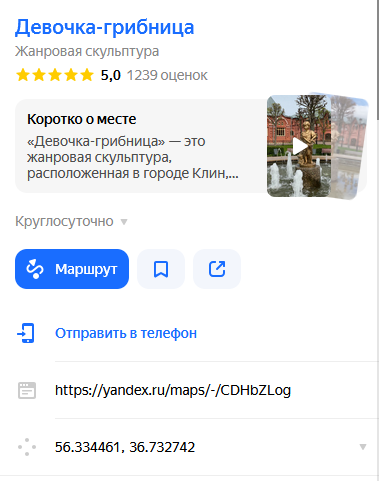 Девочка-грибница
Жанровая скульптура
5,0 1239 оценок
Коротко о месте
«Девочка-грибница» — это
жанровая скульптура,
расположенная в городе Клин,...
Круглосуточно
Маршрут
Отправить в телефон
https://yandex.ru/maps/-/CDHbZLog
56.334461, 36.732742